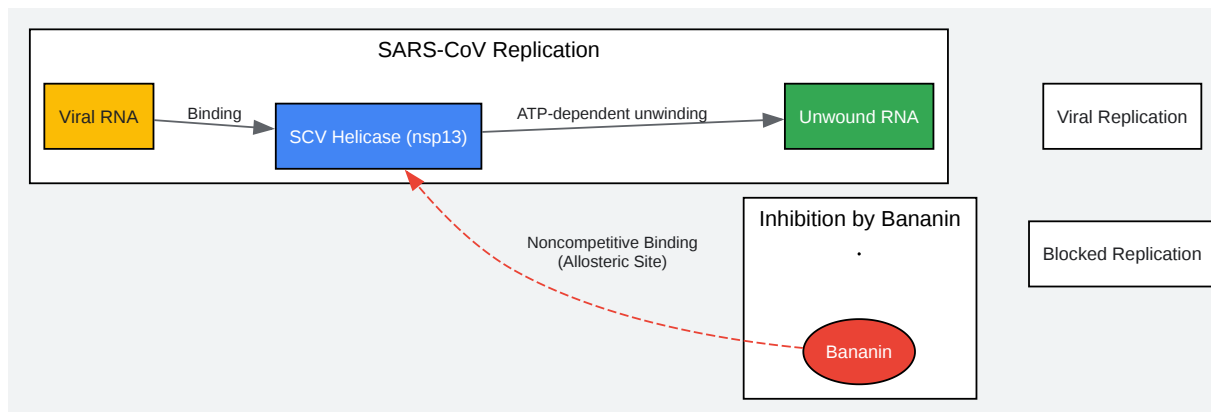 SARS-CoV Replication
Viral RNA
Binding
SCV Helicase (nsp13)
ATP-dependent unwinding
Unwound RNA
Viral Replication
Inhibition by Bananin
Noncompetitive Binding
(Allosteric Site)
Blocked Replication
Bananin